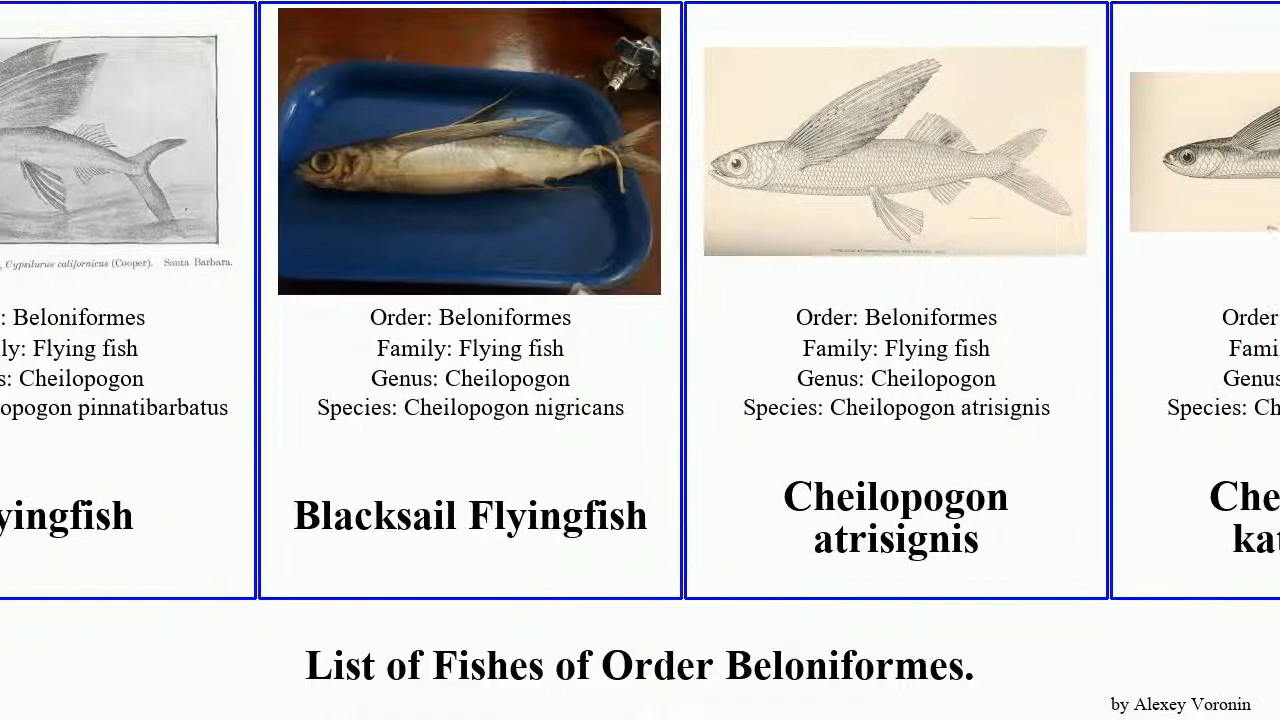 , Cypsilurus californicus (Cooper). Santa Barbara.
: Beloniformes
ly: Flying fish
s: Cheilopogon
opogon pinnatibarbatus
yingfish
Order: Beloniformes
Family: Flying fish
Genus: Cheilopogon
Species: Cheilopogon nigricans
Blacksail Flyingfish
Order: Beloniformes
Family: Flying fish
Genus: Cheilopogon
Species: Cheilopogon atrisignis
Cheilopogon
atrisignis
Order
Fami
Genus
Species: Ch
Che
kat
List of Fishes of Order Beloniformes.
by Alexey Voronin